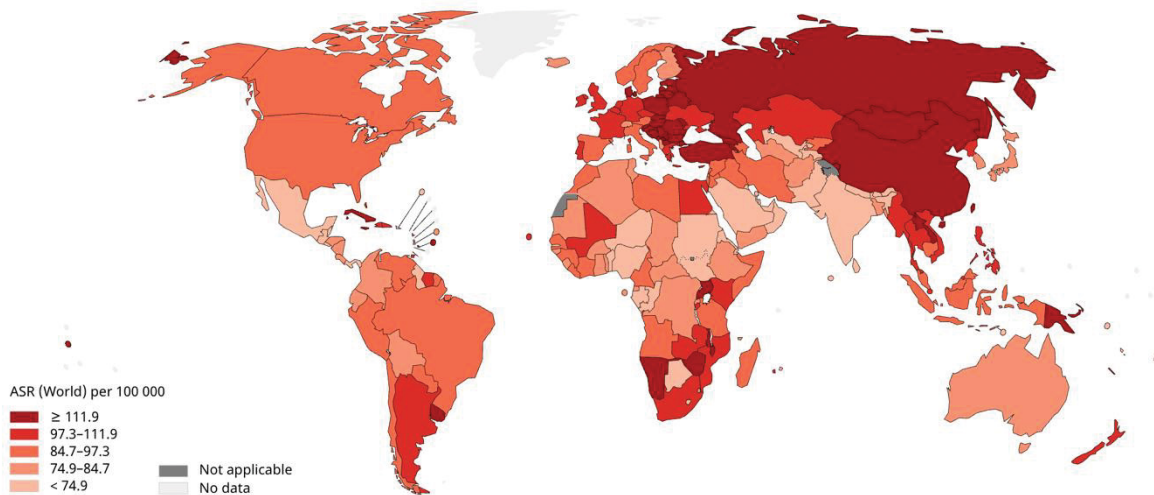 ASR (World) per 100 000
≥ 111.9
97.3–111.9
84.7–97.3
74.9–84.7
< 74.9
Not applicable
No data